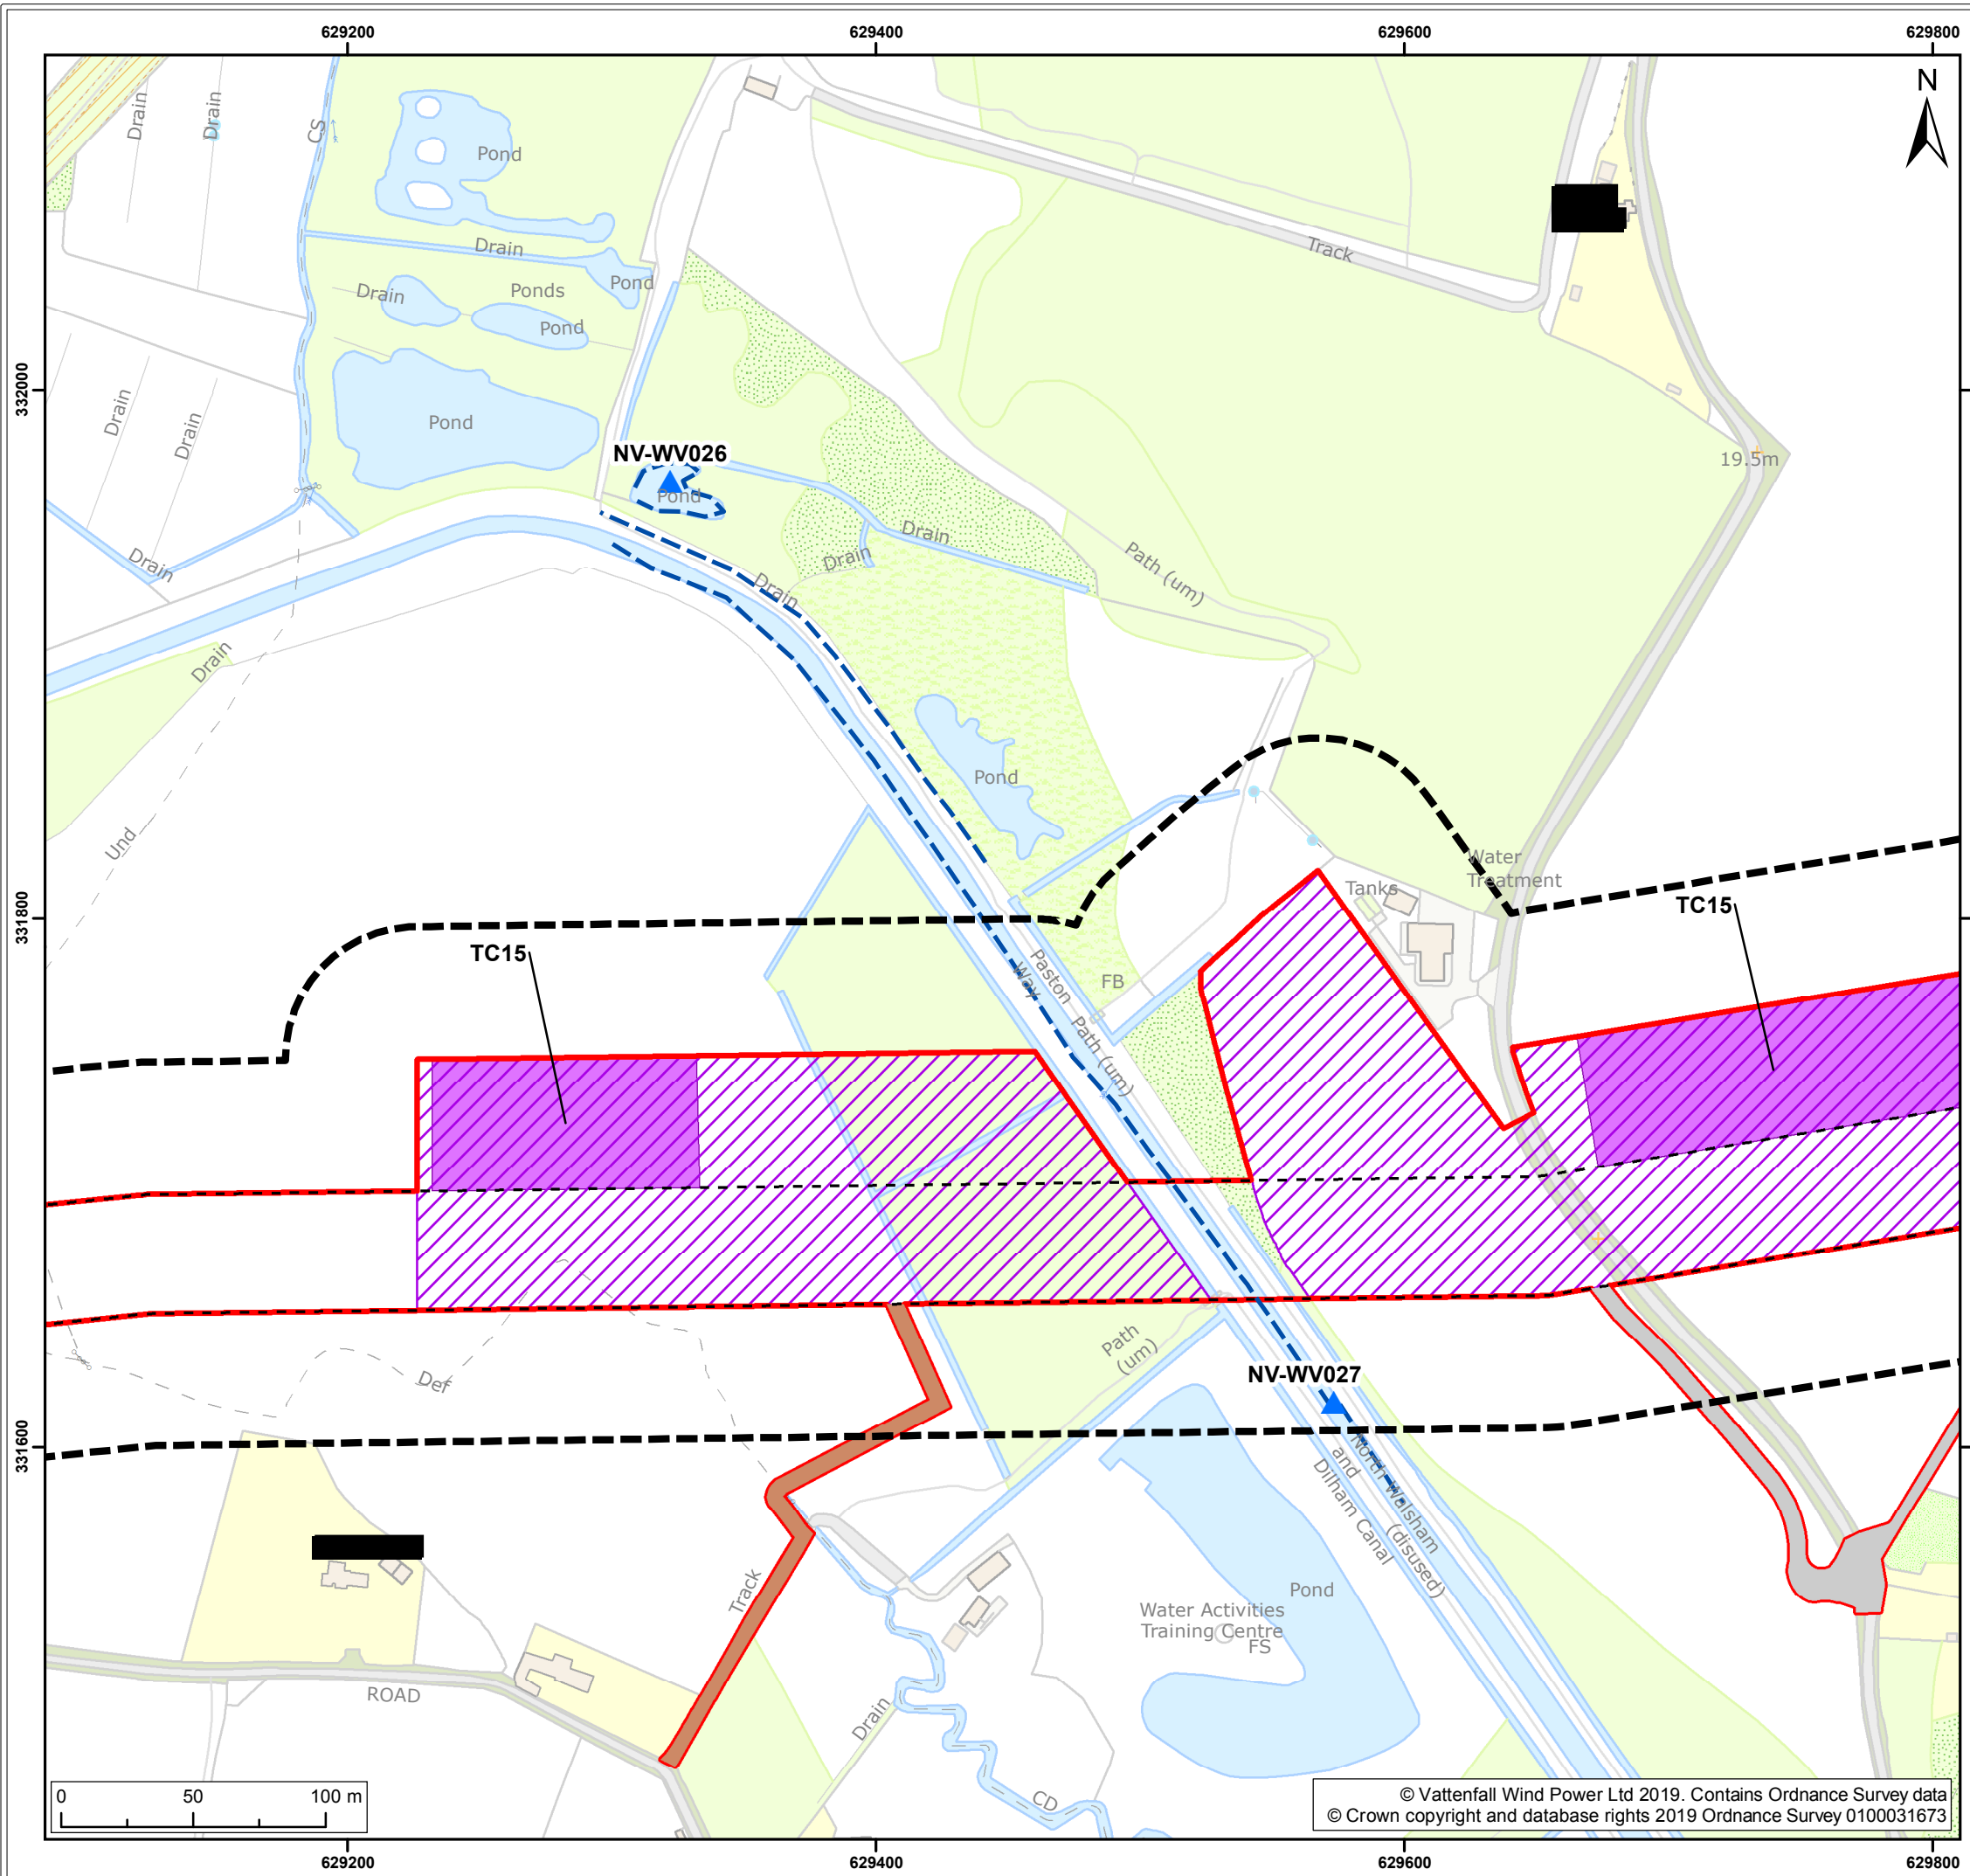 629200
629400
629600
629800
N
Drain
Drain
CS
Pond
Drain
Track
Drain
Ponds
Pond
Pond
332000
Drain
Drain
Pond
NV-WV026
Pond
19.5m
Drain
Drain
Drain
Path (um)
Drain
Drain
Pond
Und
Water
Treatment
Tanks
331800
TC15
TC15
Paston
Way
FB
Path (um)
Path
(um)
Def
NV-WV027
331600
North Walsham
and
Dilham Canal
(disused)
Track
Pond
Water Activities
Training Centre
FS
ROAD
Drain
CD
0
50
100 m
© Vattenfall Wind Power Ltd 2019. Contains Ordnance Survey data
© Crown copyright and database rights 2019 Ordnance Survey 0100031673
629200
629400
629600
629800